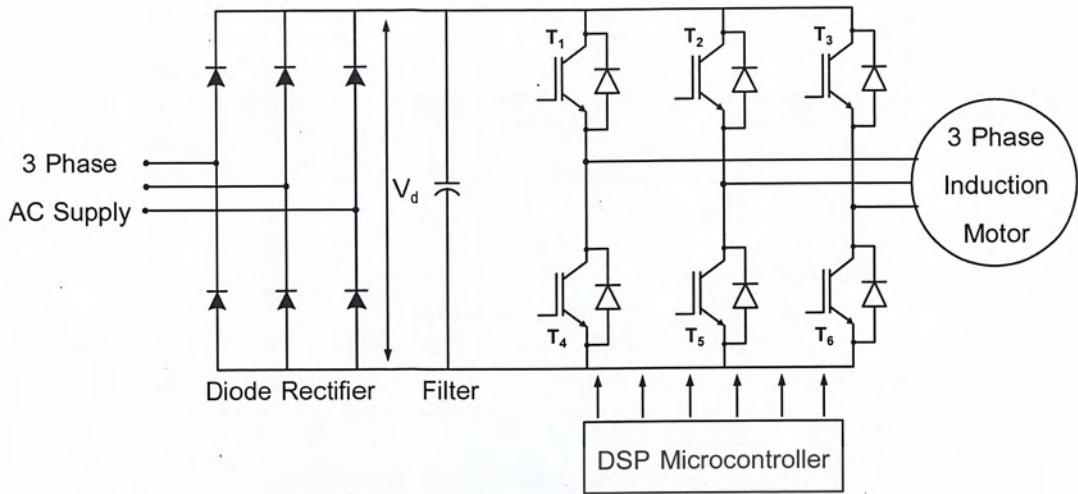 T₁
T₂
T₃
3 Phase
AC Supply
V_d
3 Phase
Induction
Motor
T₄
T₅
T₆
Diode Rectifier
Filter
DSP Microcontroller